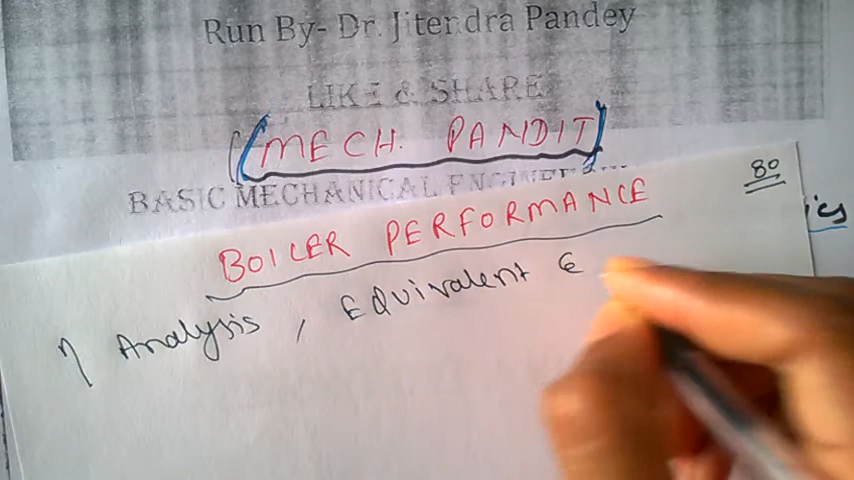 Run By- Dr. Jitendra Pandey
LIKE & SHARE
(MECH. PANDIT)
BASIC MECHANICAL
80
BOILER PERFORMANCE
η Analysis, Equivalent E